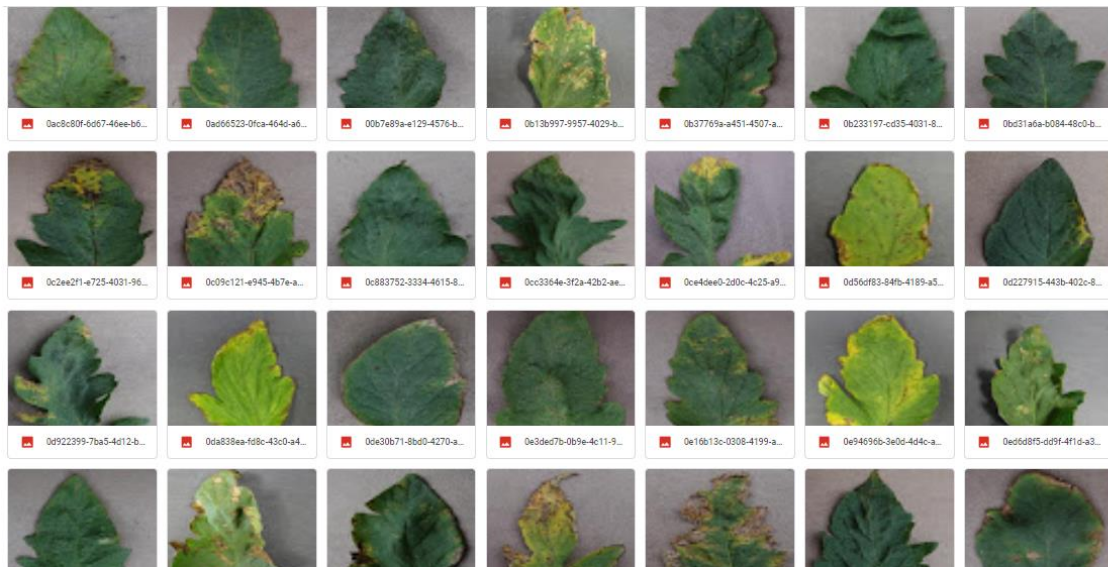 0ac8c80f-6d67-46ee-b6...
0ad66523-0fca-464d-a6...
00b7e89a-e129-4576-b...
0b13b997-9957-4029-b...
0b37769a-a451-4507-a...
0b233197-cd35-4031-8...
0bd31a6a-b084-48c0-b...
0c2ee2f1-e725-4031-96...
0c09c121-e945-4b7e-a...
0c883752-3334-4615-8...
0cc3364e-3f2a-42b2-ae...
0ce4dee0-2d0c-4c25-a9...
0d56df83-84fb-4189-a5...
0d227915-443b-402c-8...
0d922399-7ba5-4d12-b...
0da838ea-fd8c-43c0-a4...
0de30b71-8bd0-4270-a...
0e3ded7b-0b9e-4c11-9...
0e16b13c-0308-4199-a...
0e94696b-3e0d-4d4c-a...
0ed6d8f5-dd9f-4f1d-a3...